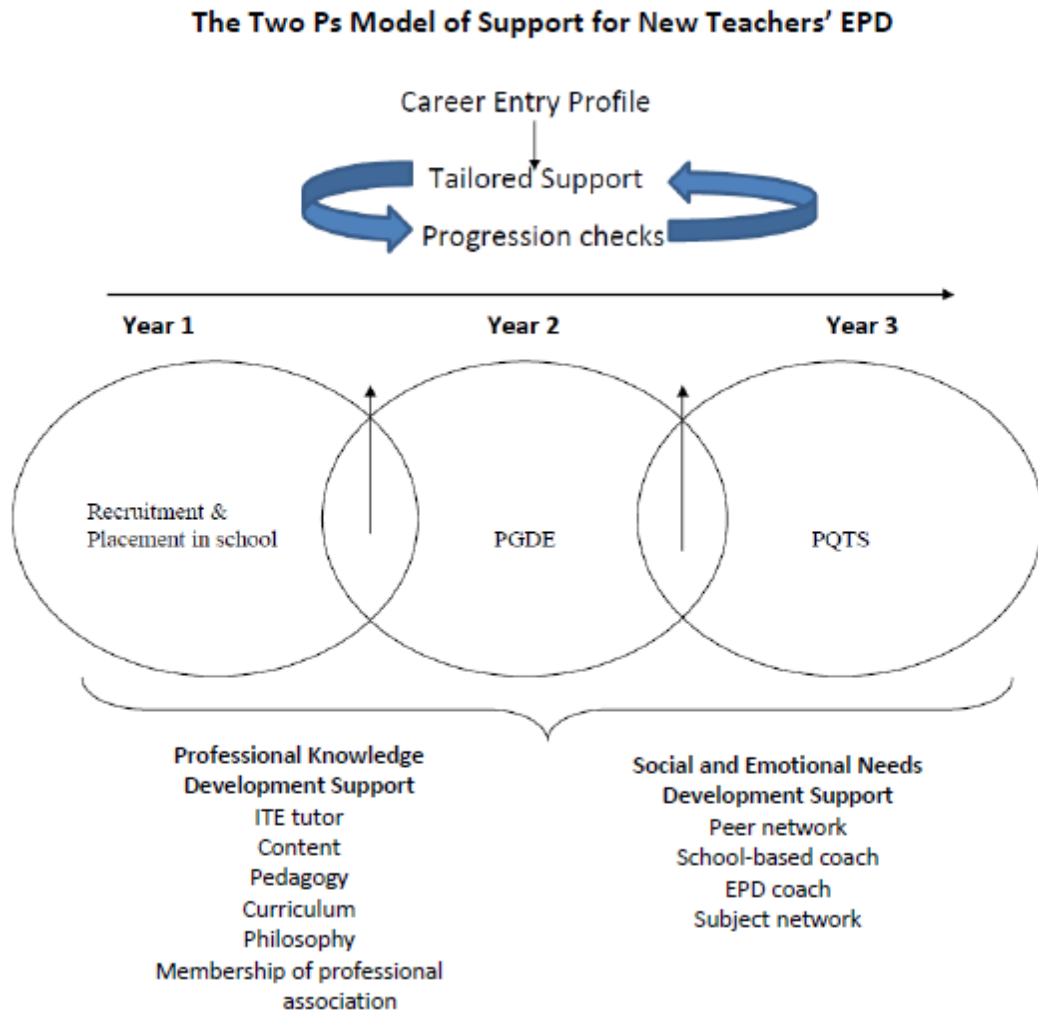 The Two Ps Model of Support for New Teachers' EPD
Career Entry Profile
Tailored Support
Progression checks
Year 1
Year 2
Year 3
Recruitment &
Placement in school
PGDE
PQTS
Professional Knowledge
Development Support
ITE tutor
Content
Pedagogy
Curriculum
Philosophy
Membership of professional
association
Social and Emotional Needs
Development Support
Peer network
School-based coach
EPD coach
Subject network